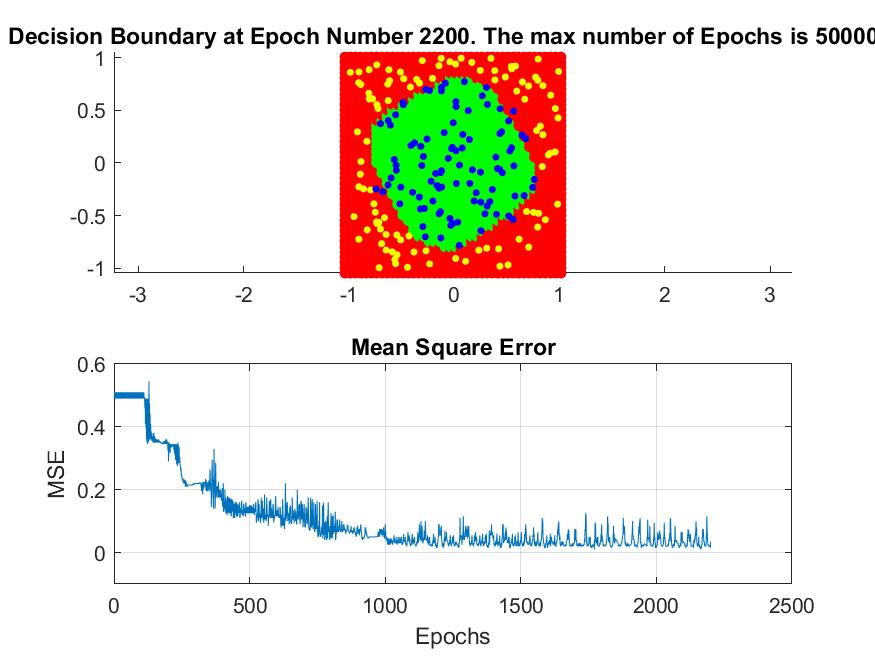 Decision Boundary at Epoch Number 2200. The max number of Epochs is 50000
1
0.5
0
-0.5
-1
-3 -2 -1 0 1 2 3
Mean Square Error
0.6
0.4
0.2
0
MSE
0 500 1000 1500 2000 2500
Epochs